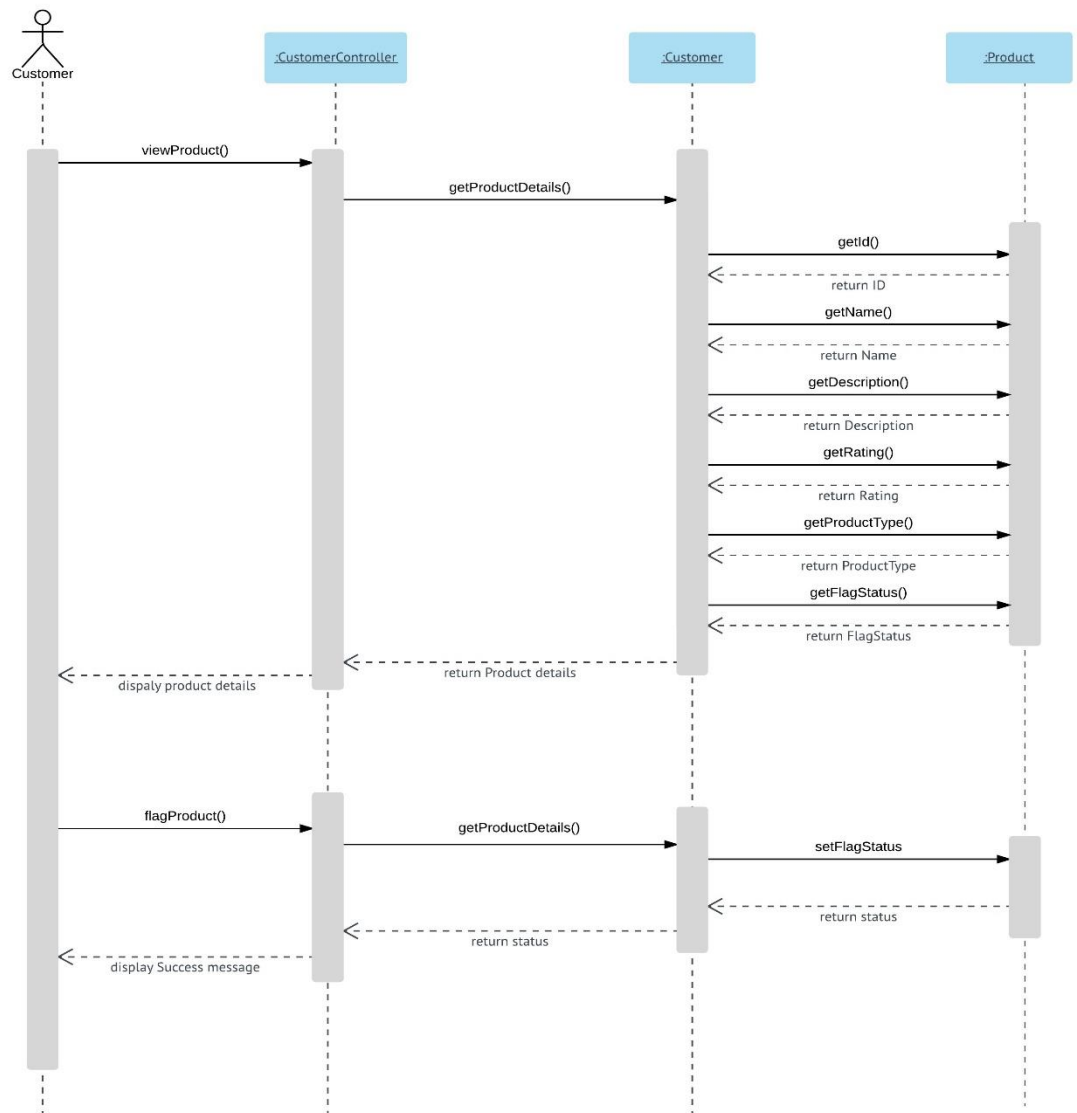 Customer
:CustomerController
:Customer
:Product
viewProduct()
getProductDetails()
getId()
return ID
getName()
return Name
getDescription()
return Description
getRating()
return Rating
getProductType()
return ProductType
getFlagStatus()
return FlagStatus
return Product details
dispaly product details
flagProduct()
getProductDetails()
setFlagStatus
return status
return status
display Success message